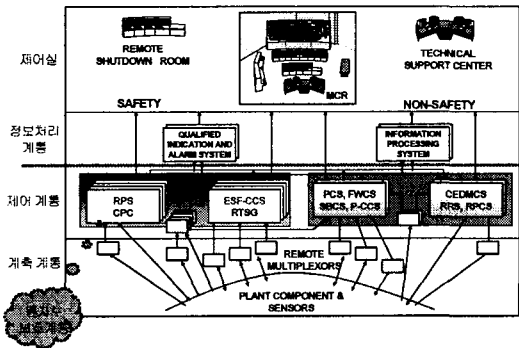 제어실
REMOTE
SHUTDOWN ROOM
MCR
TECHNICAL
SUPPORT CENTER
SAFETY
NON-SAFETY
정보처리
계통
QUALIFIED
INDICATION AND
ALARM SYSTEM
INFORMATION
PROCESSING
SYSTEM
제어 계통
RPS
CPC
ESF-CCS
RTSG
PCS, FWCS
SBCS, P-CCS
CEDMCS
RRS, RPCS
계측 계통
REMOTE
MULTIPLEXORS
PLANT COMPONENT &
SENSORS